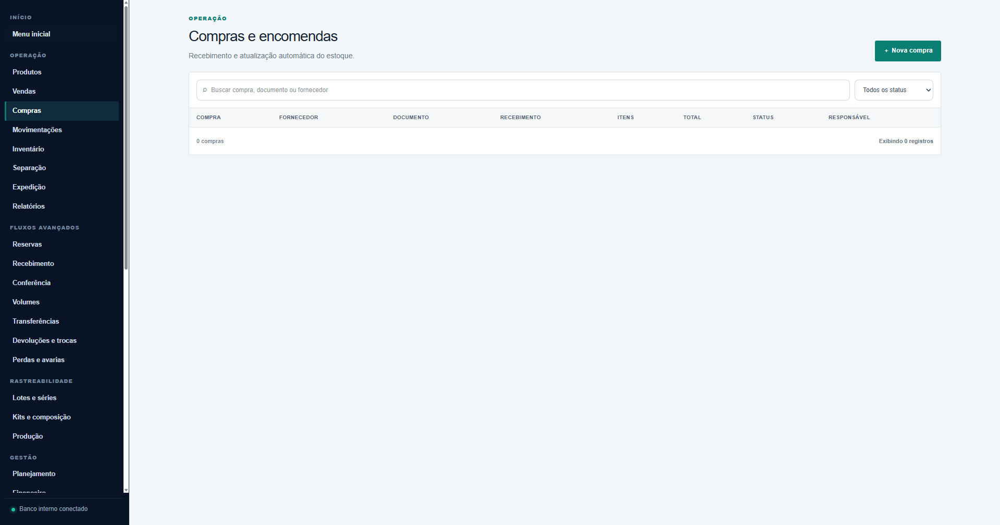 INÍCIO
Menu inicial
OPERAÇÃO
Produtos
Vendas
Compras
Movimentações
Inventário
Separação
Expedição
Relatórios
FLUXOS AVANÇADOS
Reservas
Recebimento
Conferência
Volumes
Transferências
Devoluções e trocas
Perdas e avarias
RASTREABILIDADE
Lotes e séries
Kits e composição
Produção
GESTÃO
Planejamento
Financeiro
Banco interno conectado
OPERAÇÃO
Compras e encomendas
Recebimento e atualização automática do estoque.
+ Nova compra
Buscar compra, documento ou fornecedor
Todos os status
COMPRA FORNECEDOR DOCUMENTO RECEBIMENTO ITENS TOTAL STATUS RESPONSÁVEL
0 compras Exibindo 0 registros